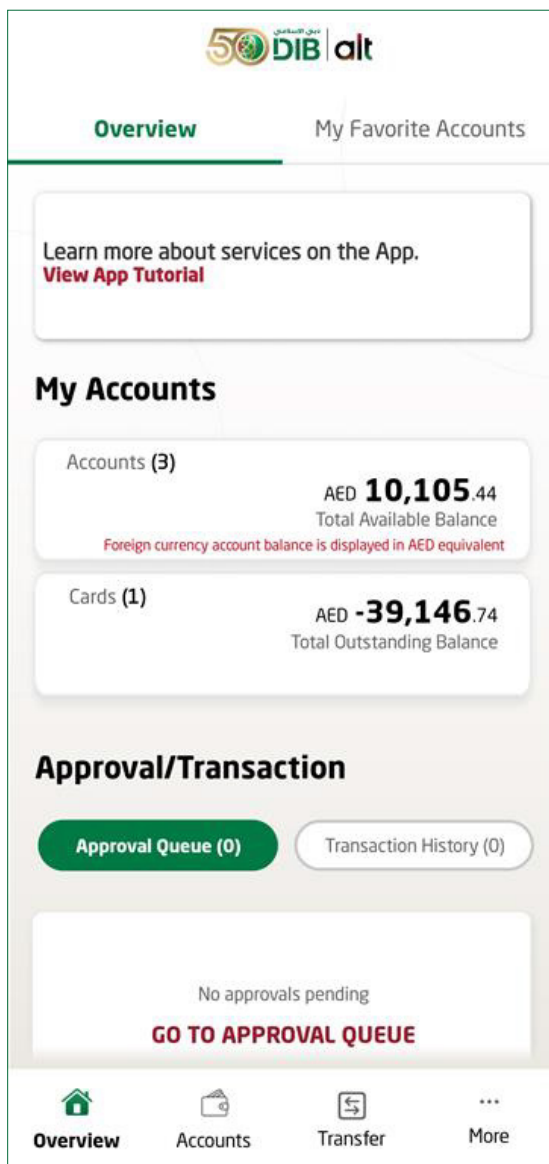 50 دبي الإسلامي DIB alt
Overview
My Favorite Accounts
Learn more about services on the App.
View App Tutorial
My Accounts
Accounts (3)
AED 10,105.44
Total Available Balance
Foreign currency account balance is displayed in AED equivalent
Cards (1)
AED -39,146.74
Total Outstanding Balance
Approval/Transaction
Approval Queue (0)
Transaction History (0)
No approvals pending
GO TO APPROVAL QUEUE
Overview
Accounts
Transfer
More